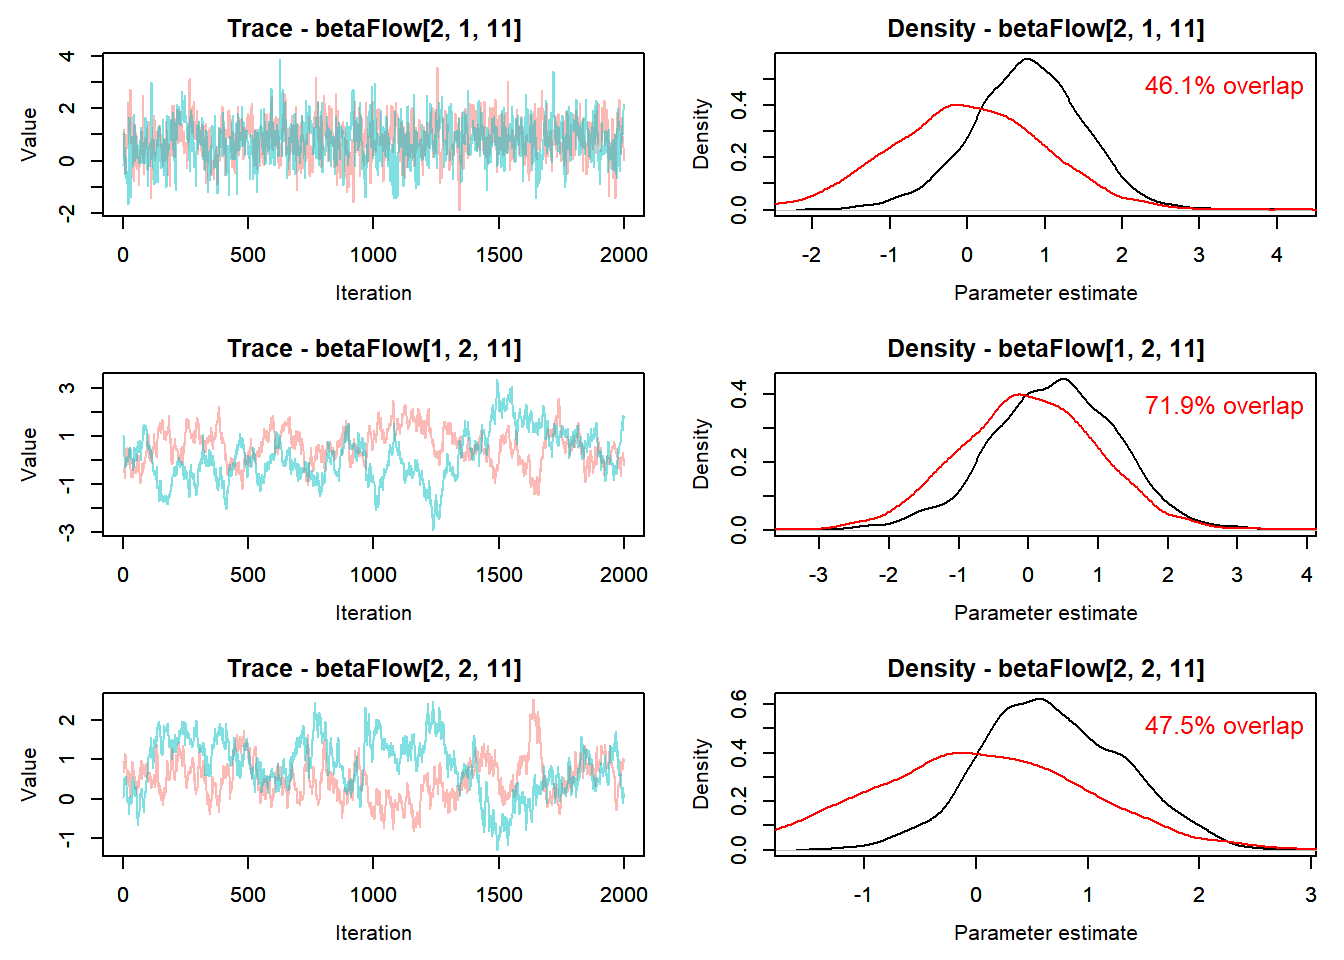 Trace - betaFlow[2, 1, 11]
Value
4
2
0
-2
0 500 1000 1500 2000
Iteration
Density - betaFlow[2, 1, 11]
46.1% overlap
Density
0.4
0.2
0.0
-2 -1 0 1 2 3 4
Parameter estimate
Trace - betaFlow[1, 2, 11]
Value
3
1
-1
-3
0 500 1000 1500 2000
Iteration
Density - betaFlow[1, 2, 11]
71.9% overlap
Density
0.4
0.2
0.0
-3 -2 -1 0 1 2 3 4
Parameter estimate
Trace - betaFlow[2, 2, 11]
Value
2
1
0
-1
0 500 1000 1500 2000
Iteration
Density - betaFlow[2, 2, 11]
47.5% overlap
Density
0.6
0.4
0.2
0.0
-1 0 1 2 3
Parameter estimate